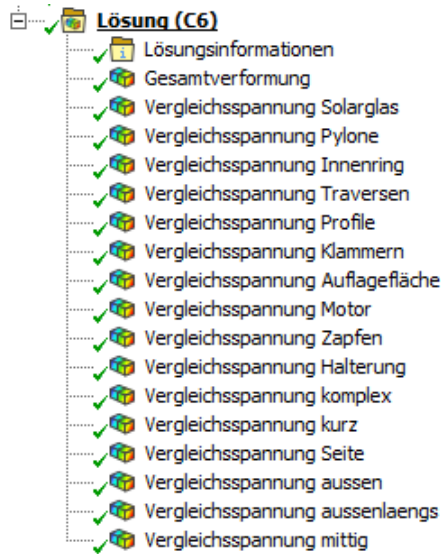 Lösung (C6)
Lösungsinformationen
Gesamtverformung
Vergleichsspannung Solarglas
Vergleichsspannung Pylone
Vergleichsspannung Innenring
Vergleichsspannung Traversen
Vergleichsspannung Profile
Vergleichsspannung Klammern
Vergleichsspannung Auflagefläche
Vergleichsspannung Motor
Vergleichsspannung Zapfen
Vergleichsspannung Halterung
Vergleichsspannung komplex
Vergleichsspannung kurz
Vergleichsspannung Seite
Vergleichsspannung aussen
Vergleichsspannung aussenlaengs
Vergleichsspannung mittig